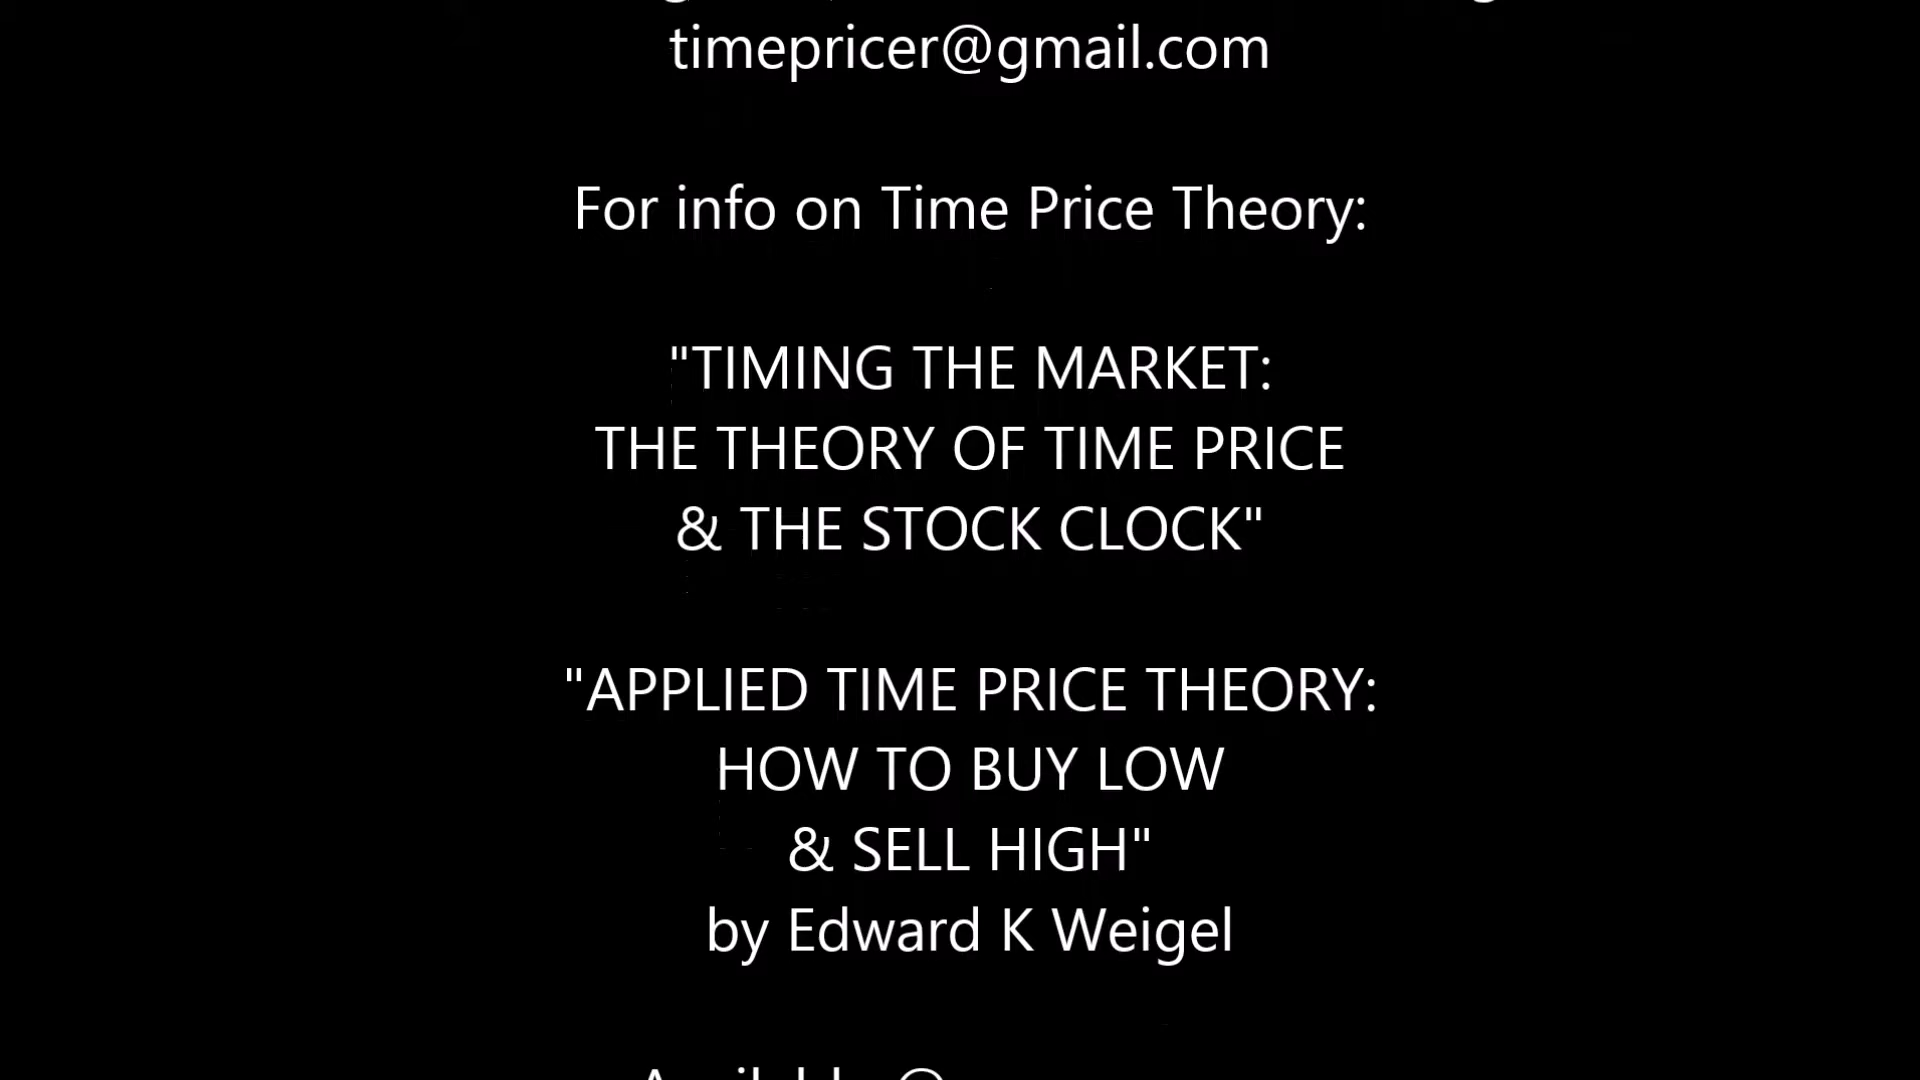 timepricer@gmail.com
For info on Time Price Theory:
"TIMING THE MARKET:
THE THEORY OF TIME PRICE
& THE STOCK CLOCK"
"APPLIED TIME PRICE THEORY:
HOW TO BUY LOW
& SELL HIGH"
by Edward K Weigel